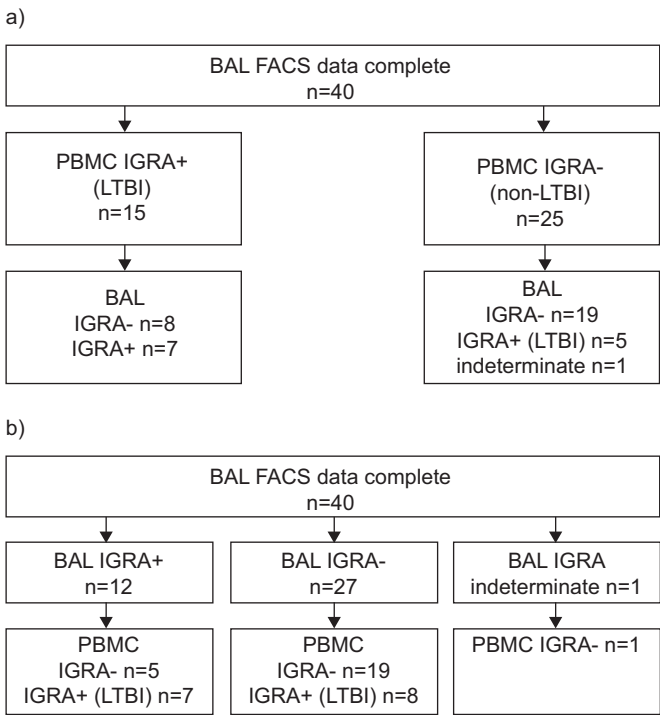 a)
BAL FACS data complete
n=40
PBMC IGRA+
(LTBI)
n=15
PBMC IGRA-
(non-LTBI)
n=25
BAL
IGRA- n=8
IGRA+ n=7
BAL
IGRA- n=19
IGRA+ (LTBI) n=5
indeterminate n=1
b)
BAL FACS data complete
n=40
BAL IGRA+
n=12
BAL IGRA-
n=27
BAL IGRA
indeterminate n=1
PBMC
IGRA- n=5
IGRA+ (LTBI) n=7
PBMC
IGRA- n=19
IGRA+ (LTBI) n=8
PBMC IGRA- n=1